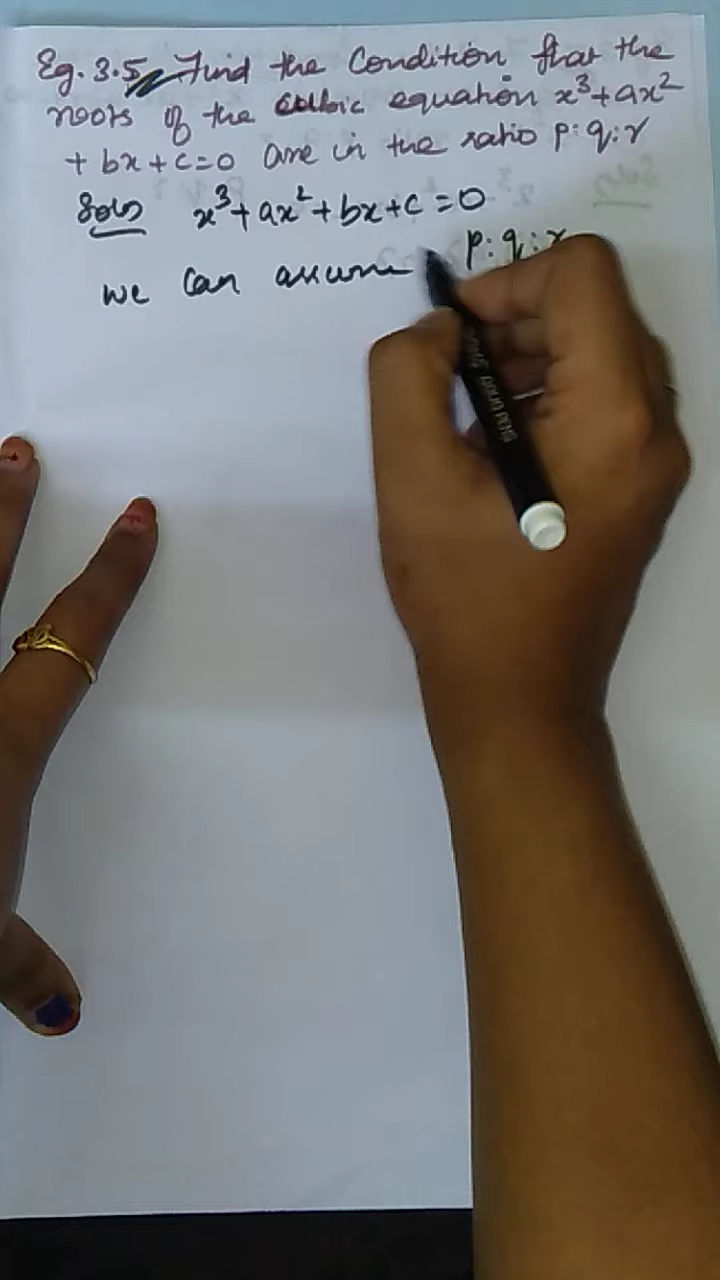 Eg. 3.5 Find the Condition that the
roots of the cubic equation x³+ax²
+ bx+c=0 are in the ratio p:q:r
Soln x³+ax²+bx+c=0
p:q:r
we can assume